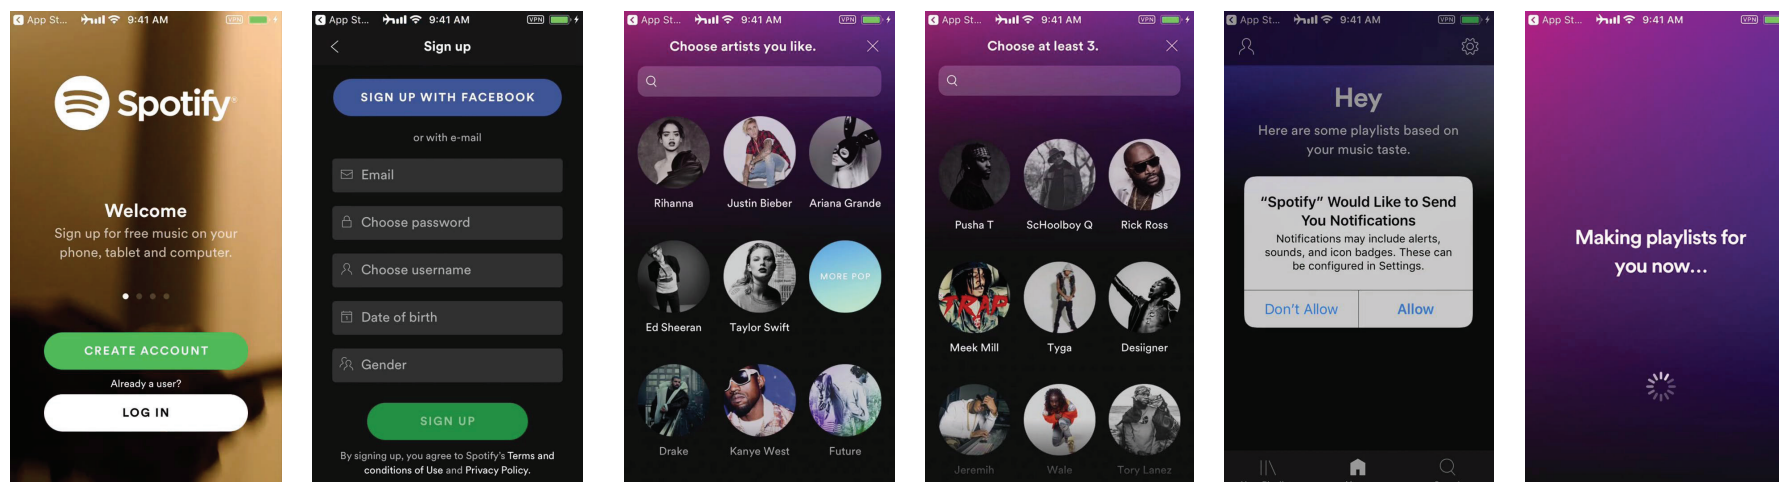 App St... 9:41 AM VPN
Spotify®
Welcome
Sign up for free music on your
phone, tablet and computer.
CREATE ACCOUNT
Already a user?
LOG IN
App St... 9:41 AM VPN
Sign up
SIGN UP WITH FACEBOOK
or with e-mail
Email
Choose password
Choose username
Date of birth
Gender
SIGN UP
By signing up, you agree to Spotify's Terms and
conditions of Use and Privacy Policy.
App St... 9:41 AM VPN
Choose artists you like.
Rihanna Justin Bieber Ariana Grande
MORE POP
Ed Sheeran Taylor Swift
Drake Kanye West Future
App St... 9:41 AM VPN
Choose at least 3.
Pusha T ScHoolboy Q Rick Ross
TRAP
Meek Mill Tyga Desiigner
Jeremih Wale Tory Lanez
App St... 9:41 AM VPN
Hey
Here are some playlists based on
your music taste.
“Spotify” Would Like to Send
You Notifications
Notifications may include alerts,
sounds, and icon badges. These can
be configured in Settings.
Don't Allow Allow
App St... 9:41 AM VPN
Making playlists for
you now...